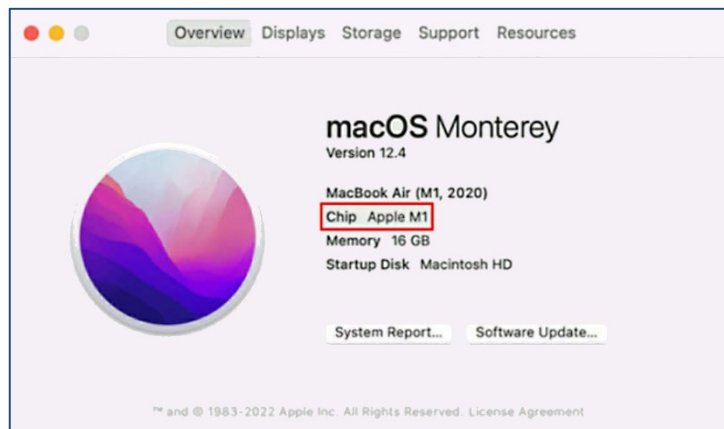 Overview Displays Storage Support Resources
macOS Monterey
Version 12.4
MacBook Air (M1, 2020)
Chip Apple M1
Memory 16 GB
Startup Disk Macintosh HD
System Report... Software Update...
™ and © 1983-2022 Apple Inc. All Rights Reserved. License Agreement